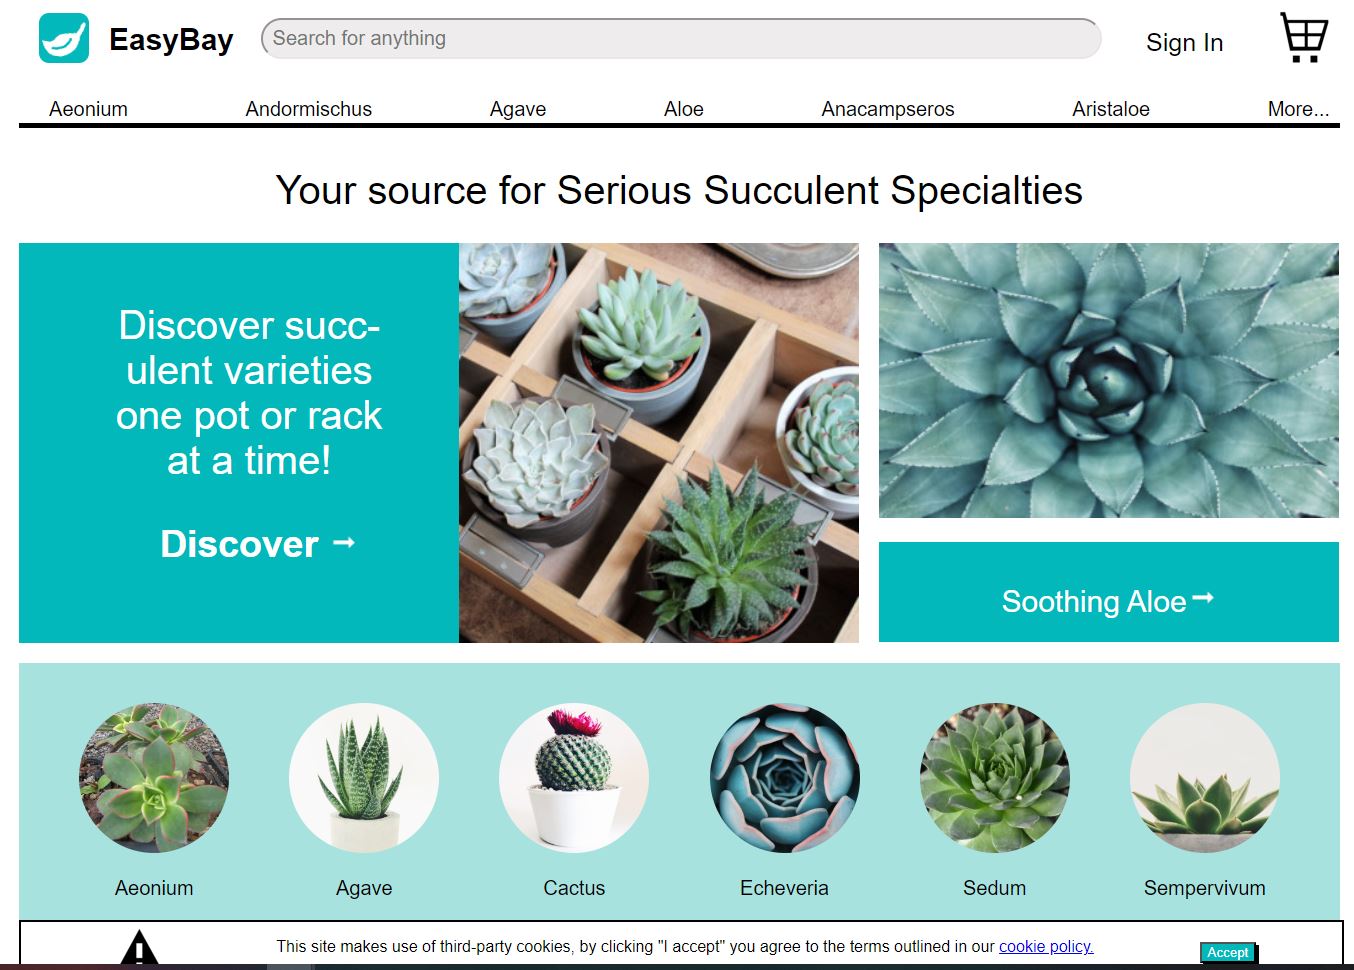 EasyBay
Search for anything
Sign In
Aeonium
Andormischus
Agave
Aloe
Anacampseros
Aristaloe
More...
Your source for Serious Succulent Specialties
Discover succ-
ulent varieties
one pot or rack
at a time!
Discover →
Soothing Aloe→
Aeonium
Agave
Cactus
Echeveria
Sedum
Sempervivum
This site makes use of third-party cookies, by clicking "I accept" you agree to the terms outlined in our cookie policy.
Accept